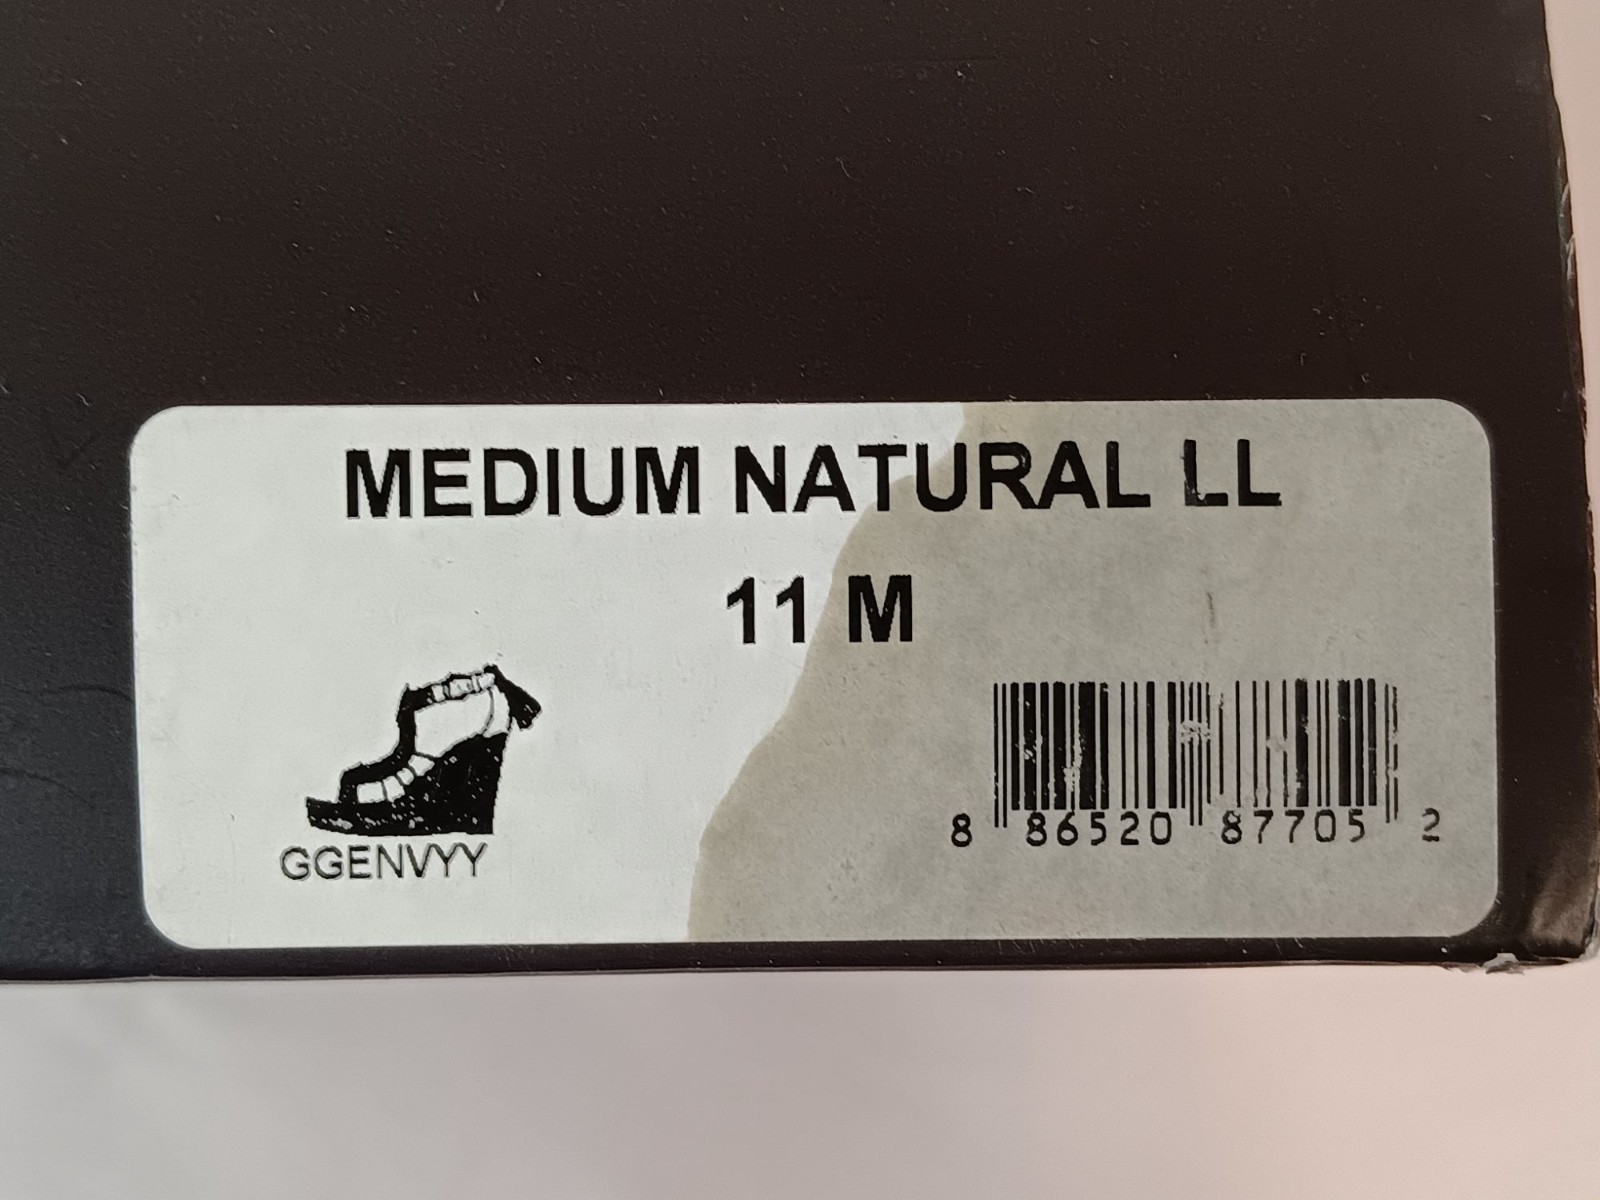 MEDIUM NATURAL LL
11 M
GGENVYY
8 86520 87705 2